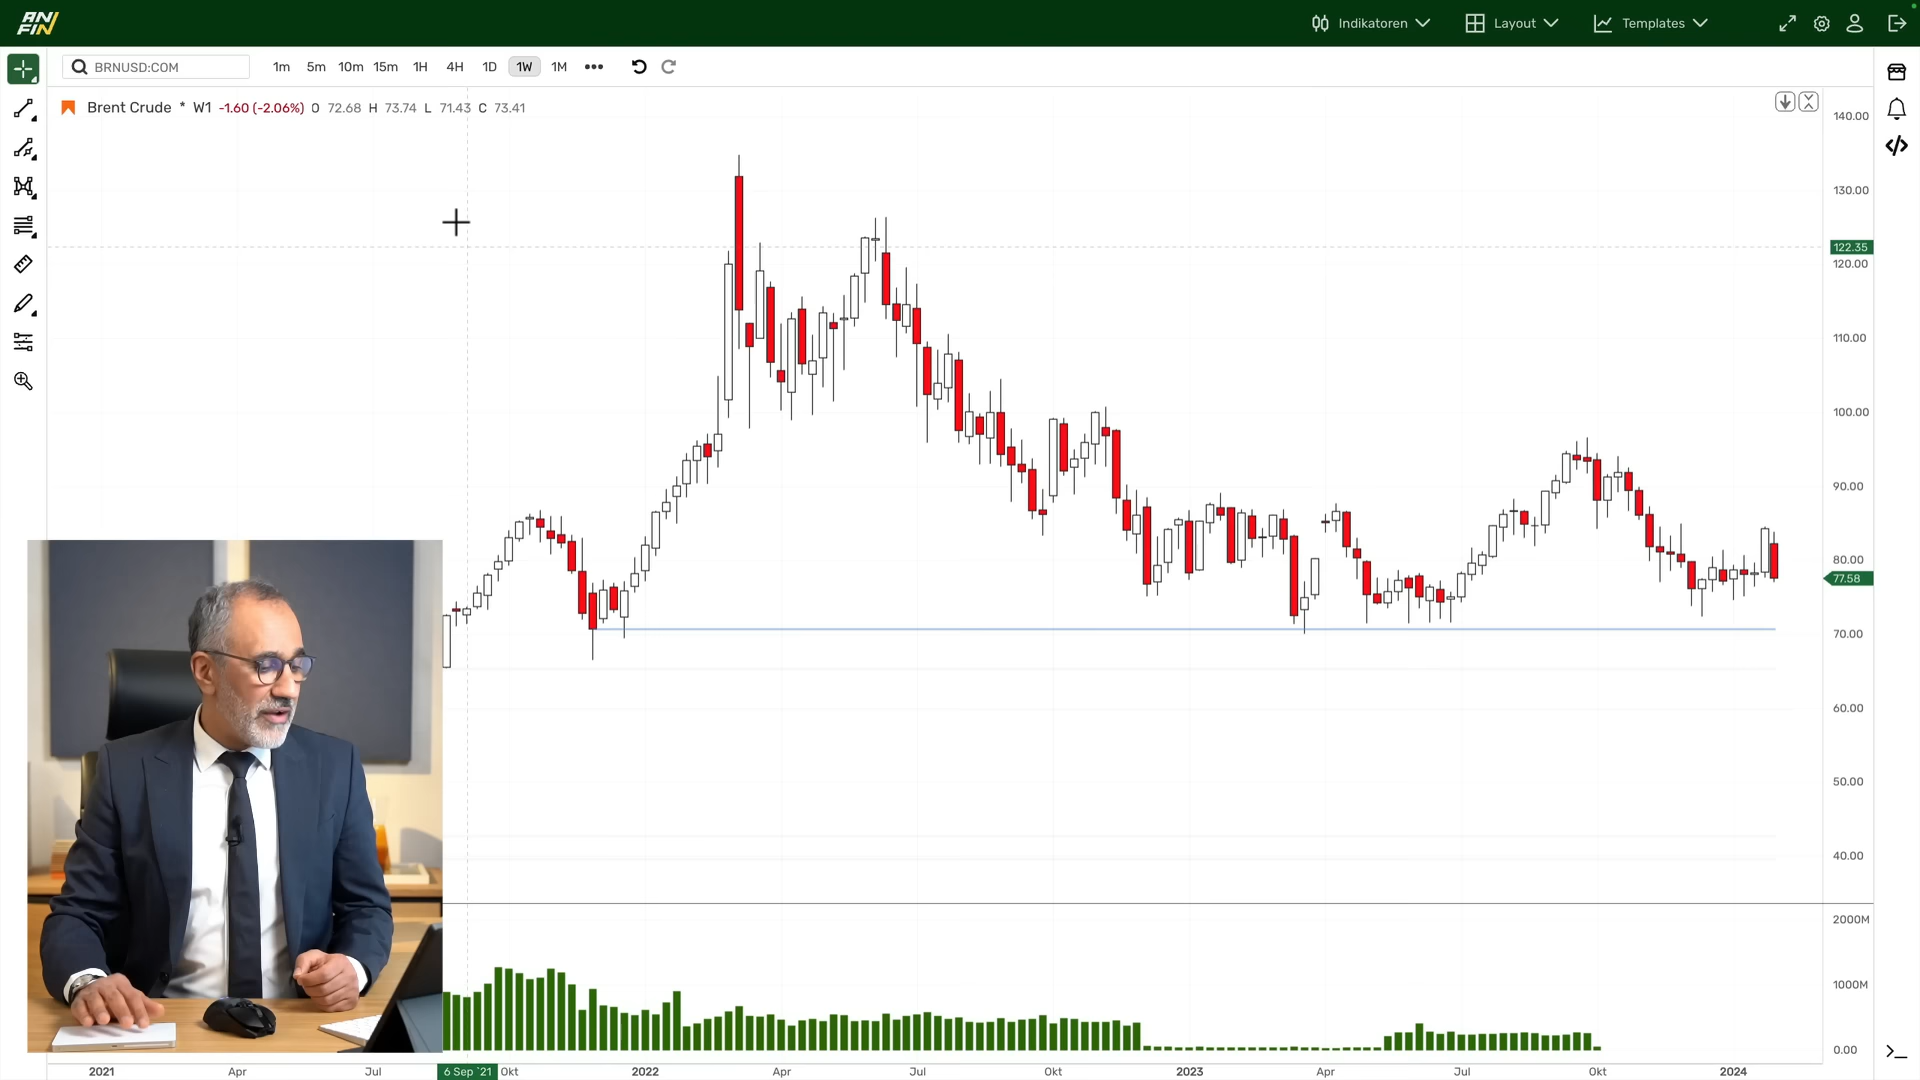 ANFIN
Indikatoren
Layout
Templates
BRNUSD:COM
1m 5m 10m 15m 1H 4H 1D 1W 1M •••
Brent Crude * W1 -1.60 (-2.06%) O 72.68 H 73.74 L 71.43 C 73.41
140.00
130.00
122.35
120.00
110.00
100.00
90.00
80.00
77.58
70.00
60.00
50.00
40.00
2000M
1000M
0.00
2021 Apr Jul 6 Sep `21 Okt 2022 Apr Jul Okt 2023 Apr Jul Okt 2024